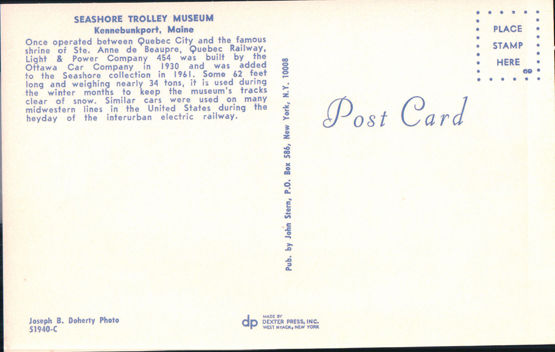 SEASHORE TROLLEY MUSEUM
Kennebunkport, Maine
Once operated between Quebec City and the famous
shrine of Ste. Anne de Beaupre, Quebec Railway,
Light & Power Company 454 was built by the
Ottawa Car Company in 1930 and was added
to the Seashore collection in 1961. Some 62 feet
long and weighing nearly 34 tons, it is used during
the winter months to keep the museum's tracks
clear of snow. Similar cars were used on many
midwestern lines in the United States during the
heyday of the interurban electric railway.
Joseph B. Doherty Photo
51940-C
Pub. by John Stern, P.O. Box 586, New York, N.Y. 10008
dp
MADE BY
DEXTER PRESS, INC.
WEST NYACK, NEW YORK
Post Card
PLACE
STAMP
HERE